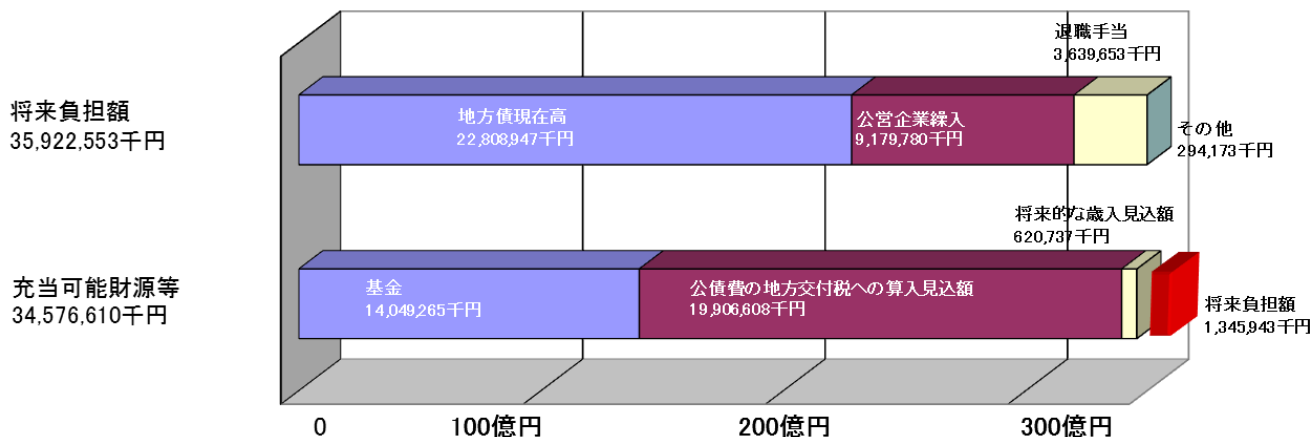 退職手当
3,639,653千円
将来負担額
35,922,553千円
地方債現在高
22,808,947千円
公営企業繰入
9,179,780千円
その他
294,173千円
将来的な歳入見込額
620,737千円
充当可能財源等
34,576,610千円
基金
14,049,265千円
公債費の地方交付税への算入見込額
19,906,608千円
将来負担額
1,345,943千円
0 100億円 200億円 300億円